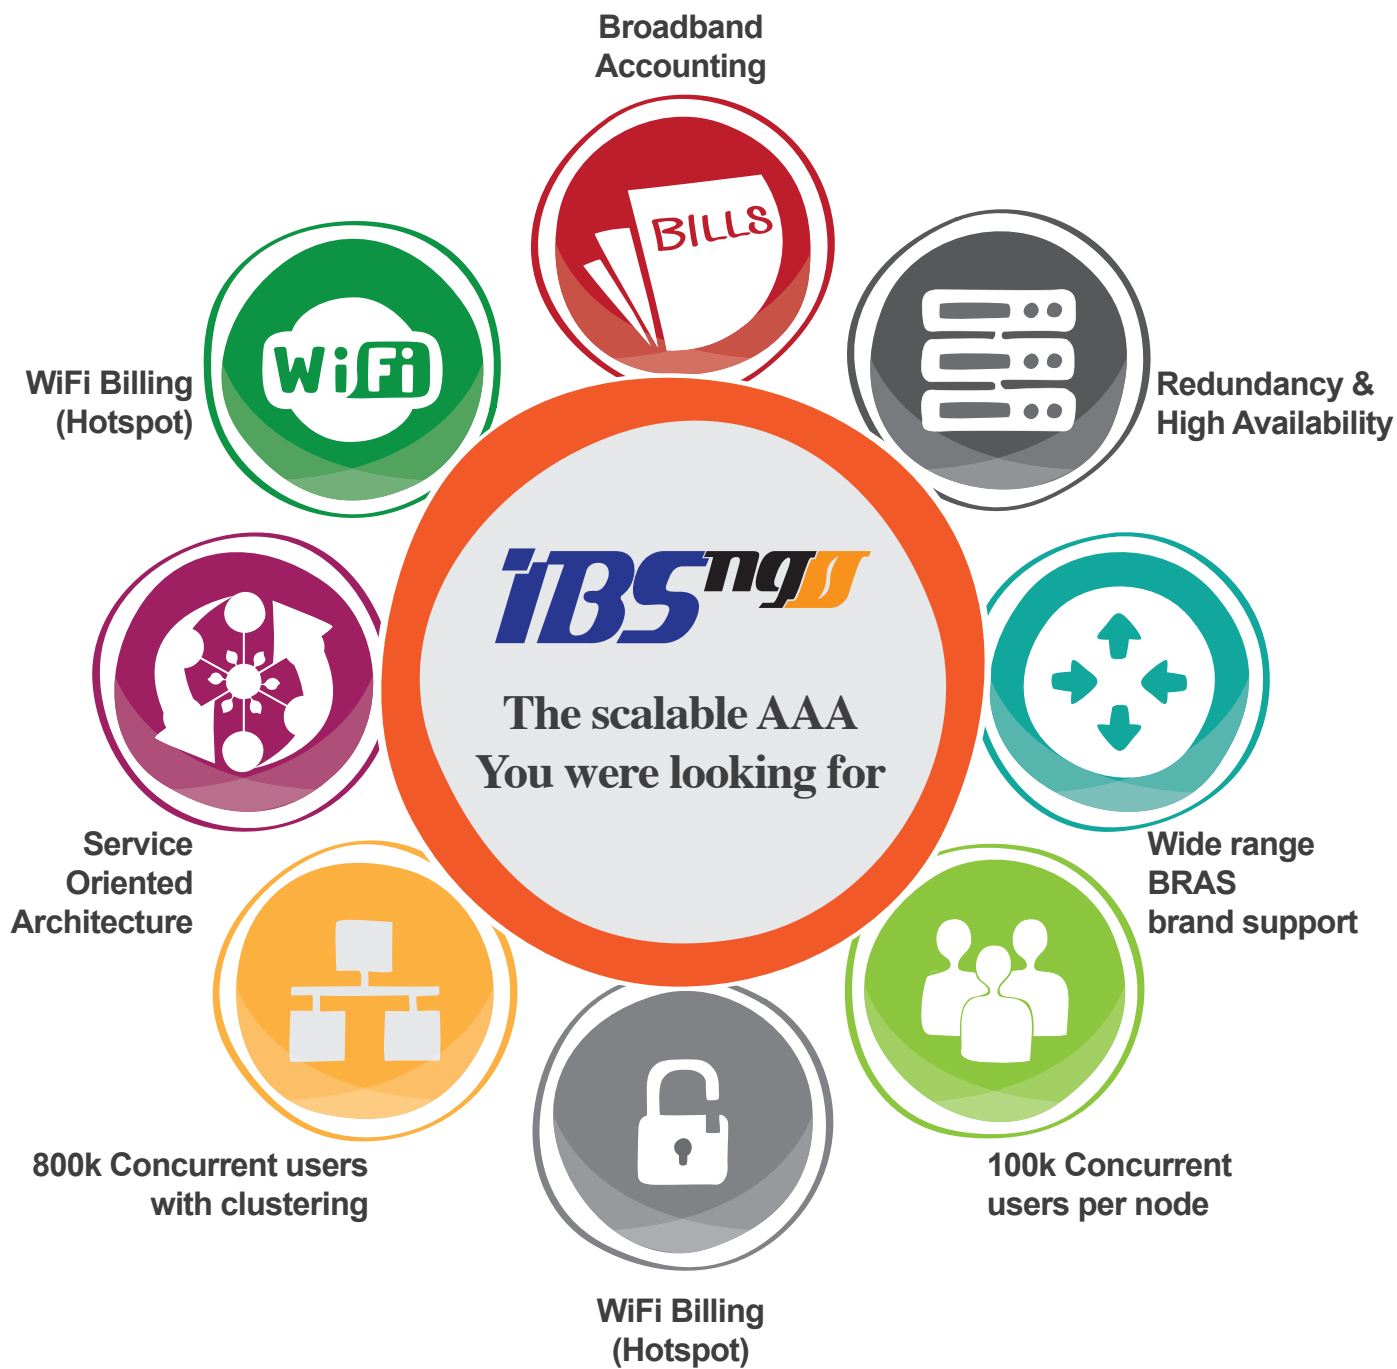 Broadband
Accounting
BILLS
WiFi
WiFi Billing
(Hotspot)
Redundancy &
High Availability
IBSng
The scalable AAA
You were looking for
Service
Oriented
Architecture
Wide range
BRAS
brand support
800k Concurrent users
with clustering
100k Concurrent
users per node
WiFi Billing
(Hotspot)